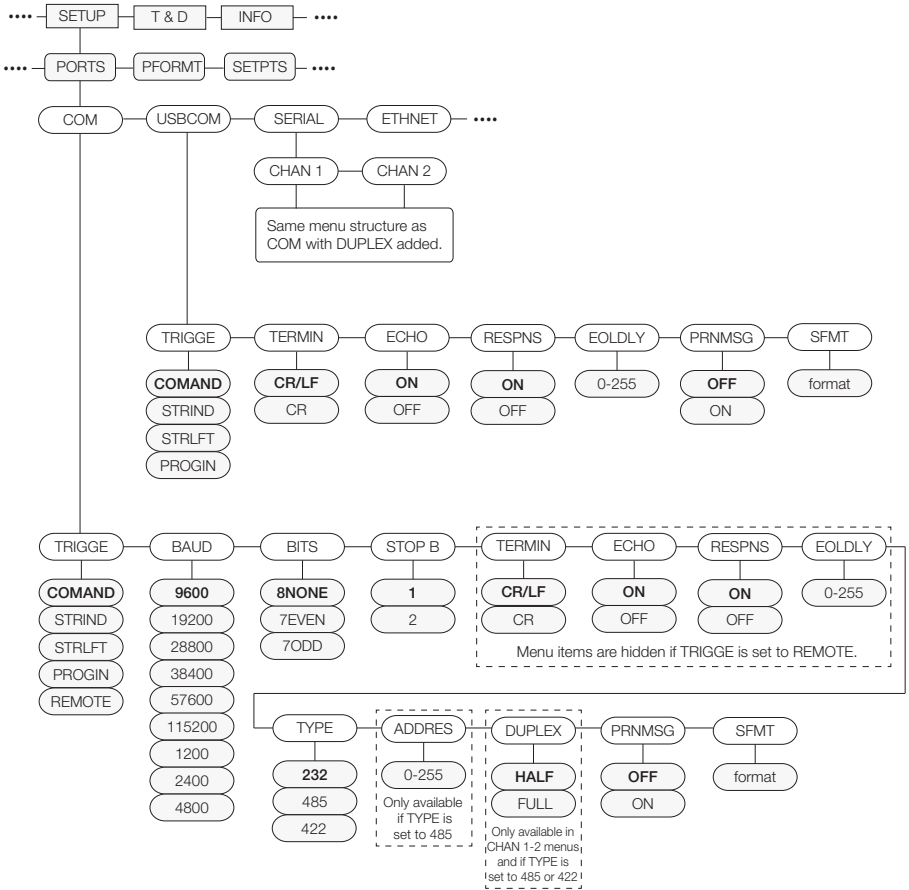 •••• SETUP T & D INFO ••••
•••• PORTS PFORMT SETPTS ••••
COM USBCOM SERIAL ETHNET ••••
CHAN 1 CHAN 2
Same menu structure as
COM with DUPLEX added.
TRIGGE TERMIN ECHO RESPNS EOLDLY PRNMSG SFMT
COMAND CR/LF ON ON 0-255 OFF format
STRIND CR OFF OFF ON
STRLFT
PROGIN
TRIGGE BAUD BITS STOP B TERMIN ECHO RESPNS EOLDLY
COMAND 9600 8NONE 1 CR/LF ON ON 0-255
STRIND 19200 7EVEN 2 CR OFF OFF
STRLFT 28800 7ODD
Menu items are hidden if TRIGGE is set to REMOTE.
PROGIN 38400
REMOTE 57600
115200
1200
2400
4800
TYPE ADDRES DUPLEX PRNMSG SFMT
232 0-255 HALF OFF format
485 FULL ON
422
Only available
if TYPE is
set to 485
Only available in
CHAN 1-2 menus
and if TYPE is
set to 485 or 422